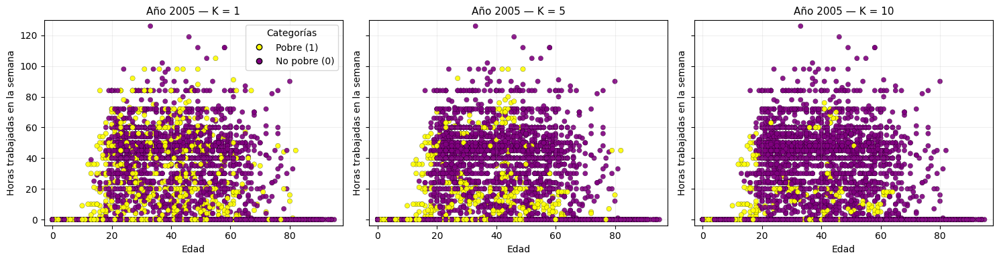 Año 2005 — K = 1
Horas trabajadas en la semana
120
100
80
60
40
20
0
Categorías
Pobre (1)
No pobre (0)
0 20 40 60 80
Edad
Año 2005 — K = 5
Horas trabajadas en la semana
0 20 40 60 80
Edad
Año 2005 — K = 10
Horas trabajadas en la semana
0 20 40 60 80
Edad